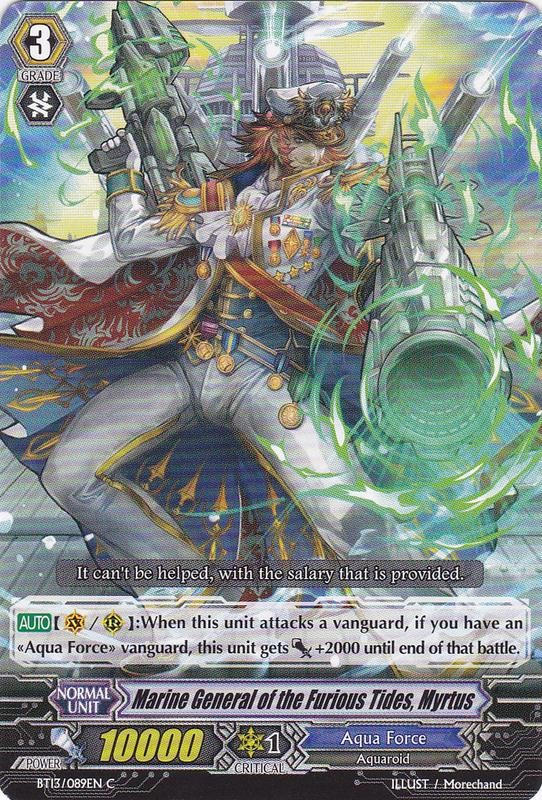 3
GRADE
It can't be helped, with the salary that is provided.
AUTO【 V / R 】:When this unit attacks a vanguard, if you have an
«Aqua Force» vanguard, this unit gets +2000 until end of that battle.
NORMAL
UNIT
Marine General of the Furious Tides, Myrtus
POWER
10000
1
CRITICAL
Aqua Force
Aquaroid
BT13/089EN C
ILLUST / Morechand